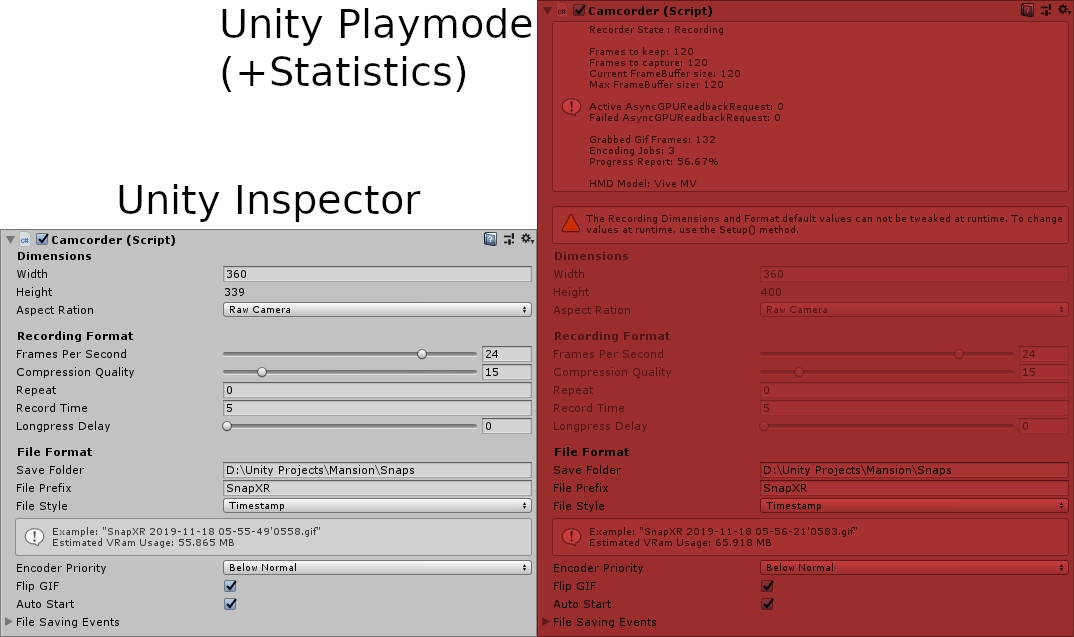 Unity Playmode
(+Statistics)
Unity Inspector
Camcorder (Script)
Dimensions
Width 360
Height 339
Aspect Ration Raw Camera
Recording Format
Frames Per Second 24
Compression Quality 15
Repeat 0
Record Time 5
Longpress Delay 0
File Format
Save Folder D:\Unity Projects\Mansion\Snaps
File Prefix SnapXR
File Style Timestamp
Example: "SnapXR 2019-11-18 05-55-49'0558.gif"
Estimated VRam Usage: 55.865 MB
Encoder Priority Below Normal
Flip GIF
Auto Start
File Saving Events
Camcorder (Script)
Recorder State : Recording
Frames to keep: 120
Frames to capture: 120
Current FrameBuffer size: 120
Max FrameBuffer size: 120
Active AsyncGPUReadbackRequest: 0
Failed AsyncGPUReadbackRequest: 0
Grabbed Gif Frames: 132
Encoding Jobs: 3
Progress Report: 56.67%
HMD Model: Vive MV
The Recording Dimensions and Format default values can not be tweaked at runtime. To change
values at runtime, use the Setup() method.
Dimensions
Width 360
Height 400
Aspect Ration Raw Camera
Recording Format
Frames Per Second 24
Compression Quality 15
Repeat 0
Record Time 5
Longpress Delay 0
File Format
Save Folder D:\Unity Projects\Mansion\Snaps
File Prefix SnapXR
File Style Timestamp
Example: "SnapXR 2019-11-18 05-56-21'0583.gif"
Estimated VRam Usage: 65.918 MB
Encoder Priority Below Normal
Flip GIF
Auto Start
File Saving Events